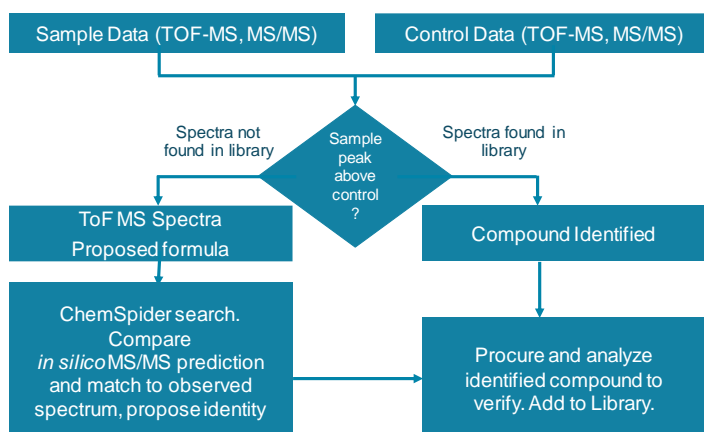 Sample Data (TOF-MS, MS/MS)
Control Data (TOF-MS, MS/MS)
Spectra not
found in library
Sample
peak
above
control
?
Spectra found in
library
ToF MS Spectra
Proposed formula
Compound Identified
ChemSpider search.
Compare
in silico MS/MS prediction
and match to observed
spectrum, propose identity
Procure and analyze
identified compound to
verify. Add to Library.